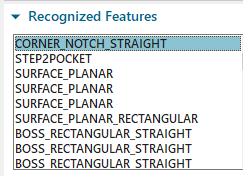 Recognized Features
CORNER_NOTCH_STRAIGHT
STEP2POCKET
SURFACE_PLANAR
SURFACE_PLANAR
SURFACE_PLANAR
SURFACE_PLANAR_RECTANGULAR
BOSS_RECTANGULAR_STRAIGHT
BOSS_RECTANGULAR_STRAIGHT
BOSS_RECTANGULAR_STRAIGHT